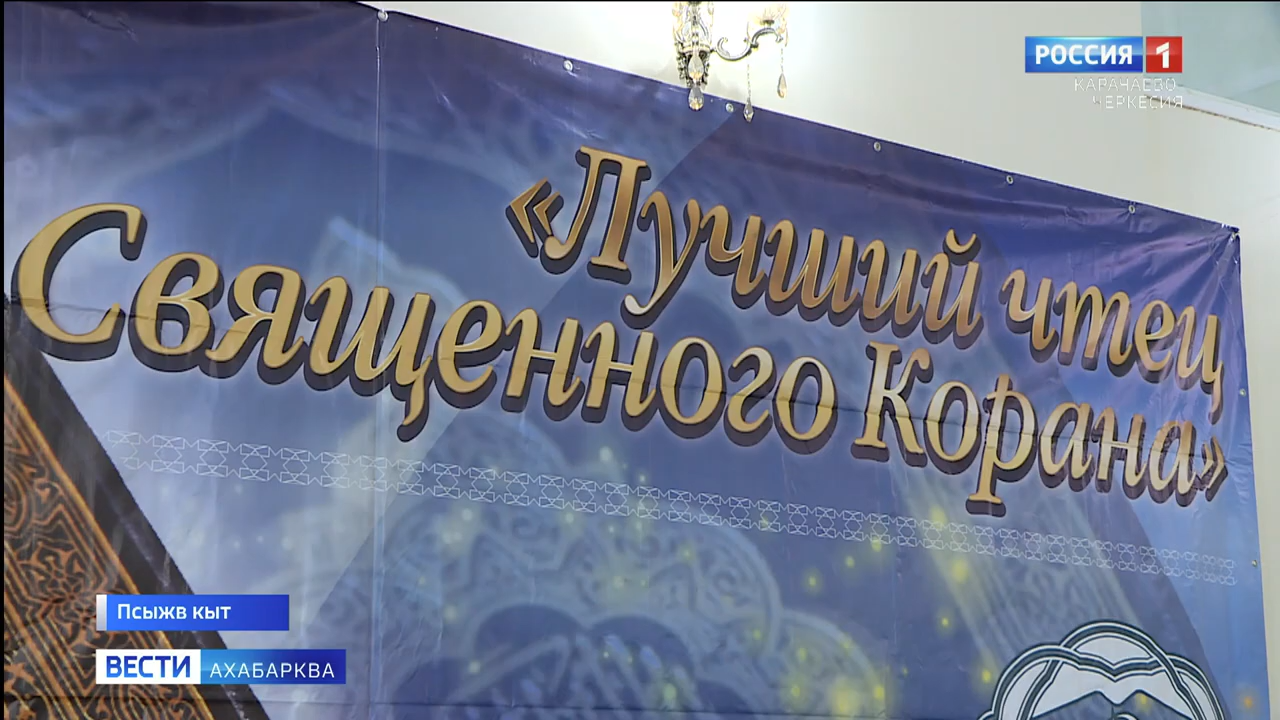 РОССИЯ 1
КАРАЧАЕВО
ЧЕРКЕСИЯ
«Лучший чтец
Священного Корана»
Псыжв кыт
ВЕСТИ АХАБАРКВА